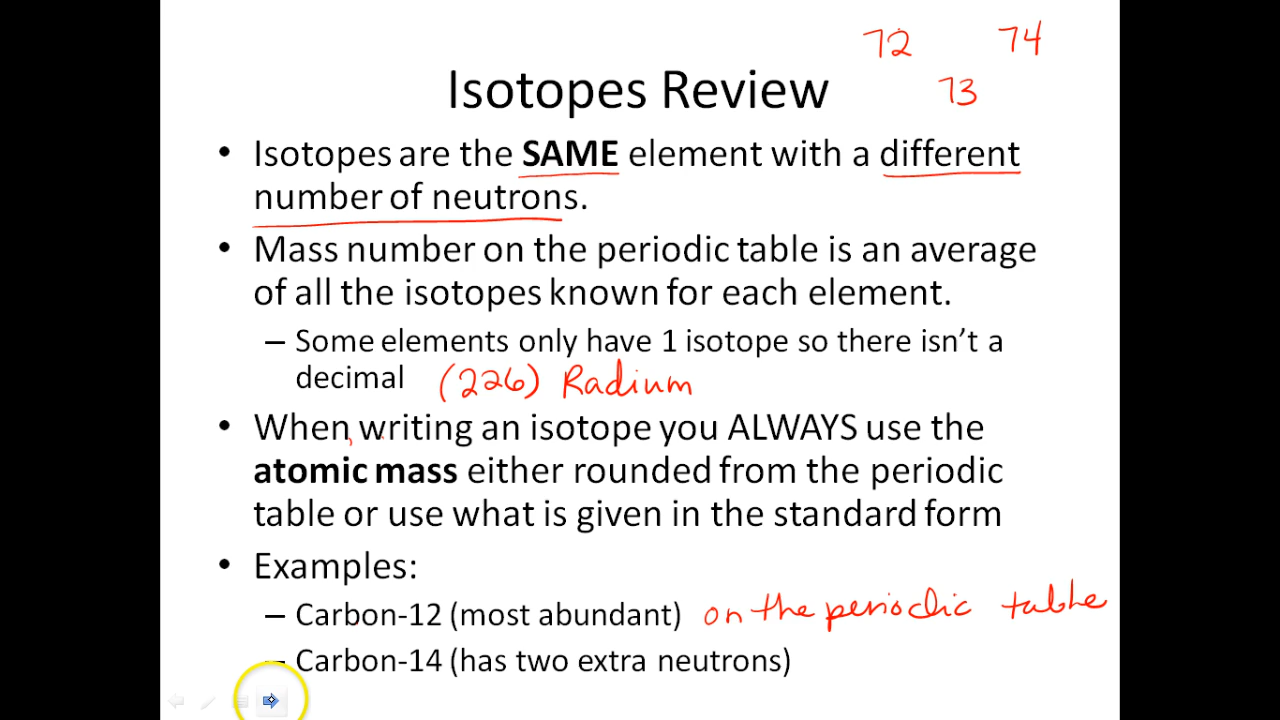 72 74
73
Isotopes Review
• Isotopes are the SAME element with a different
number of neutrons.
• Mass number on the periodic table is an average
of all the isotopes known for each element.
– Some elements only have 1 isotope so there isn’t a
decimal (226) Radium
• When writing an isotope you ALWAYS use the
atomic mass either rounded from the periodic
table or use what is given in the standard form
• Examples:
– Carbon-12 (most abundant) on the periodic table
– Carbon-14 (has two extra neutrons)